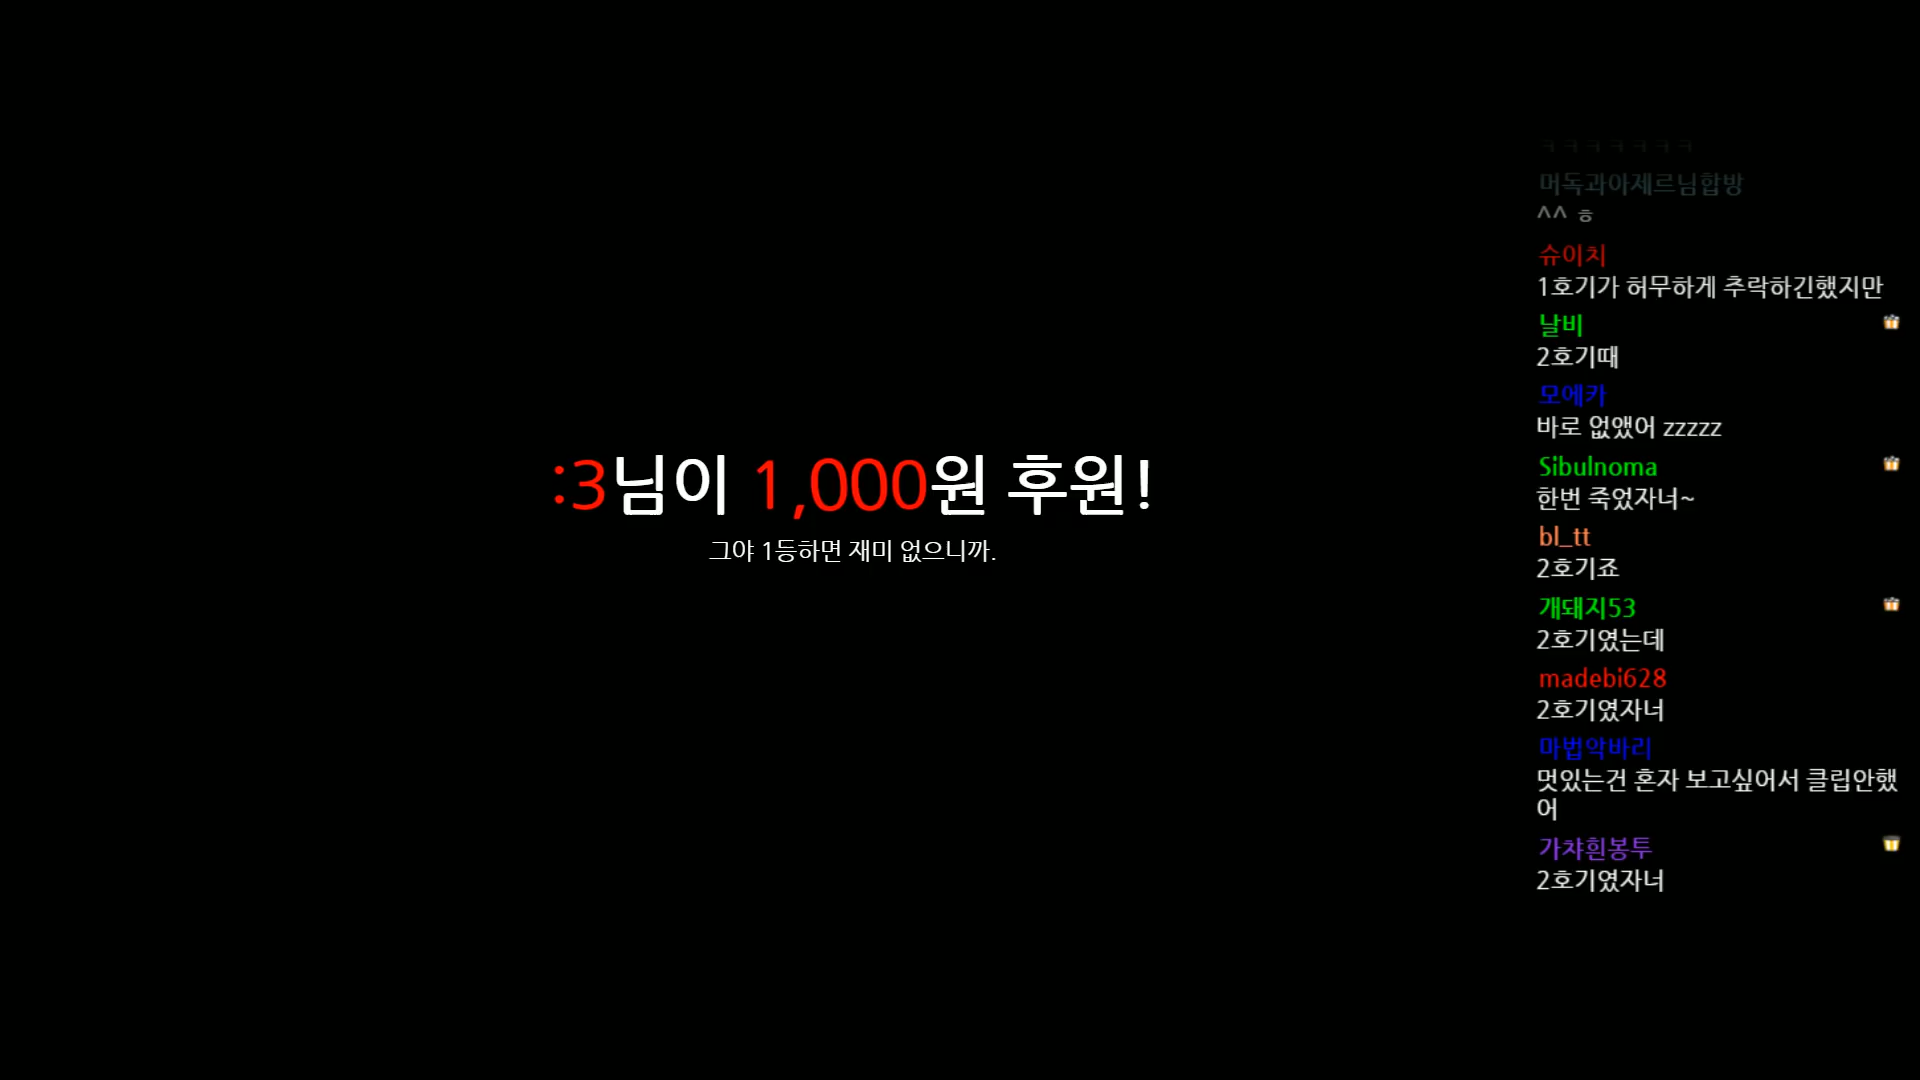 :3님이 1,000원 후원!
그야 1등하면 재미 없으니까.
ㅋㅋㅋㅋㅋㅋㅋ
머독과아제르님합방
^^ ㅎ
슈이치
1호기가 허무하게 추락하긴했지만
날비
2호기때
모에카
바로 없앴어 zzzzz
Sibulnoma
한번 죽었자너~
bl_tt
2호기죠
개돼지53
2호기였는데
madebi628
2호기였자너
마법악바리
멋있는건 혼자 보고싶어서 클립안했
어
가챠흰봉투
2호기였자너